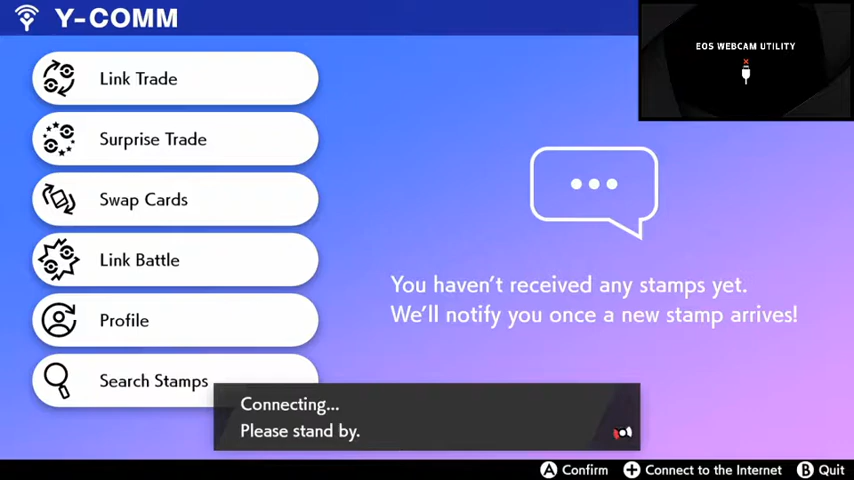 Y-COMM
EOS WEBCAM UTILITY
Link Trade
Surprise Trade
Swap Cards
Link Battle
Profile
Search Stamps
You haven't received any stamps yet.
We'll notify you once a new stamp arrives!
Connecting...
Please stand by.
A Confirm + Connect to the Internet B Quit